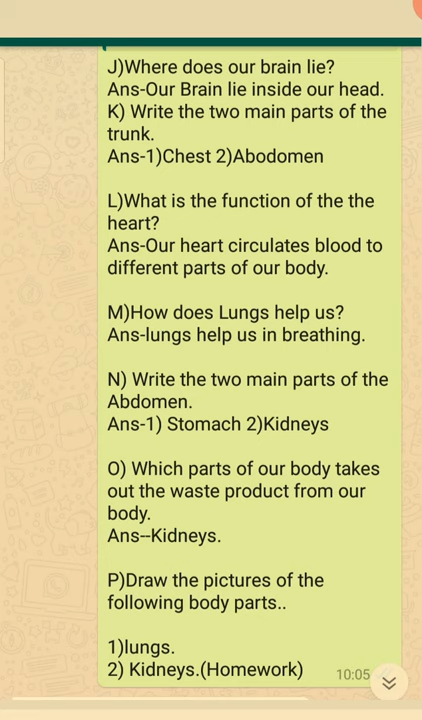 J)Where does our brain lie?
Ans-Our Brain lie inside our head.
K) Write the two main parts of the
trunk.
Ans-1)Chest 2)Abodomen
L)What is the function of the the
heart?
Ans-Our heart circulates blood to
different parts of our body.
M)How does Lungs help us?
Ans-lungs help us in breathing.
N) Write the two main parts of the
Abdomen.
Ans-1) Stomach 2)Kidneys
O) Which parts of our body takes
out the waste product from our
body.
Ans--Kidneys.
P)Draw the pictures of the
following body parts..
1)lungs.
2) Kidneys.(Homework)
10:05